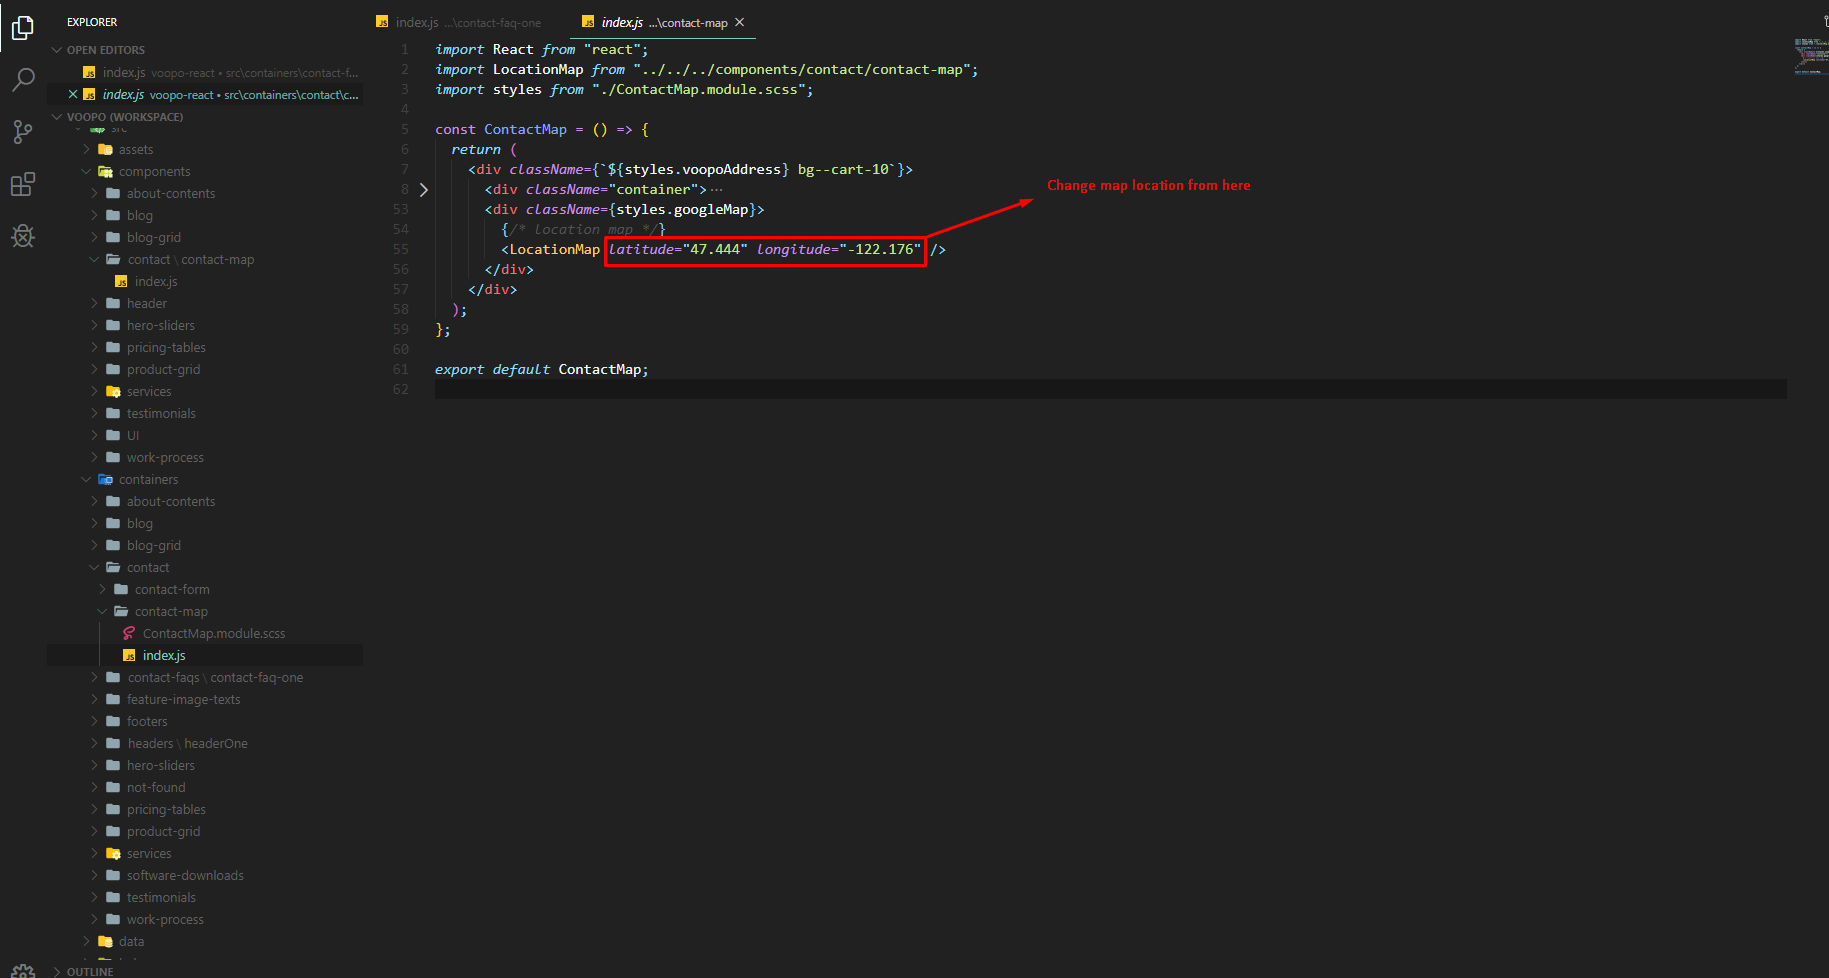 EXPLORER
OPEN EDITORS
index.js voopo-react • src\containers\contact-f...
index.js voopo-react • src\containers\contact\c...
VOOPO (WORKSPACE)
src
assets
components
about-contents
blog
blog-grid
contact \ contact-map
index.js
header
hero-sliders
pricing-tables
product-grid
services
testimonials
UI
work-process
containers
about-contents
blog
blog-grid
contact
contact-form
contact-map
ContactMap.module.scss
index.js
contact-faqs \ contact-faq-one
feature-image-texts
footers
headers \ headerOne
hero-sliders
not-found
pricing-tables
product-grid
services
software-downloads
testimonials
work-process
data
OUTLINE
index.js ...\contact-faq-one
index.js ...\contact-map
1 import React from "react";
2 import LocationMap from "../../../components/contact/contact-map";
3 import styles from "./ContactMap.module.scss";
4
5 const ContactMap = () => {
6 return (
7 <div className={`${styles.voopoAddress} bg--cart-10`}>
8 <div className="container">···
53 <div className={styles.googleMap}>
54 {/* location map */}
55 <LocationMap latitude="47.444" longitude="-122.176" />
56 </div>
57 </div>
58 );
59 };
60
61 export default ContactMap;
62
Change map location from here